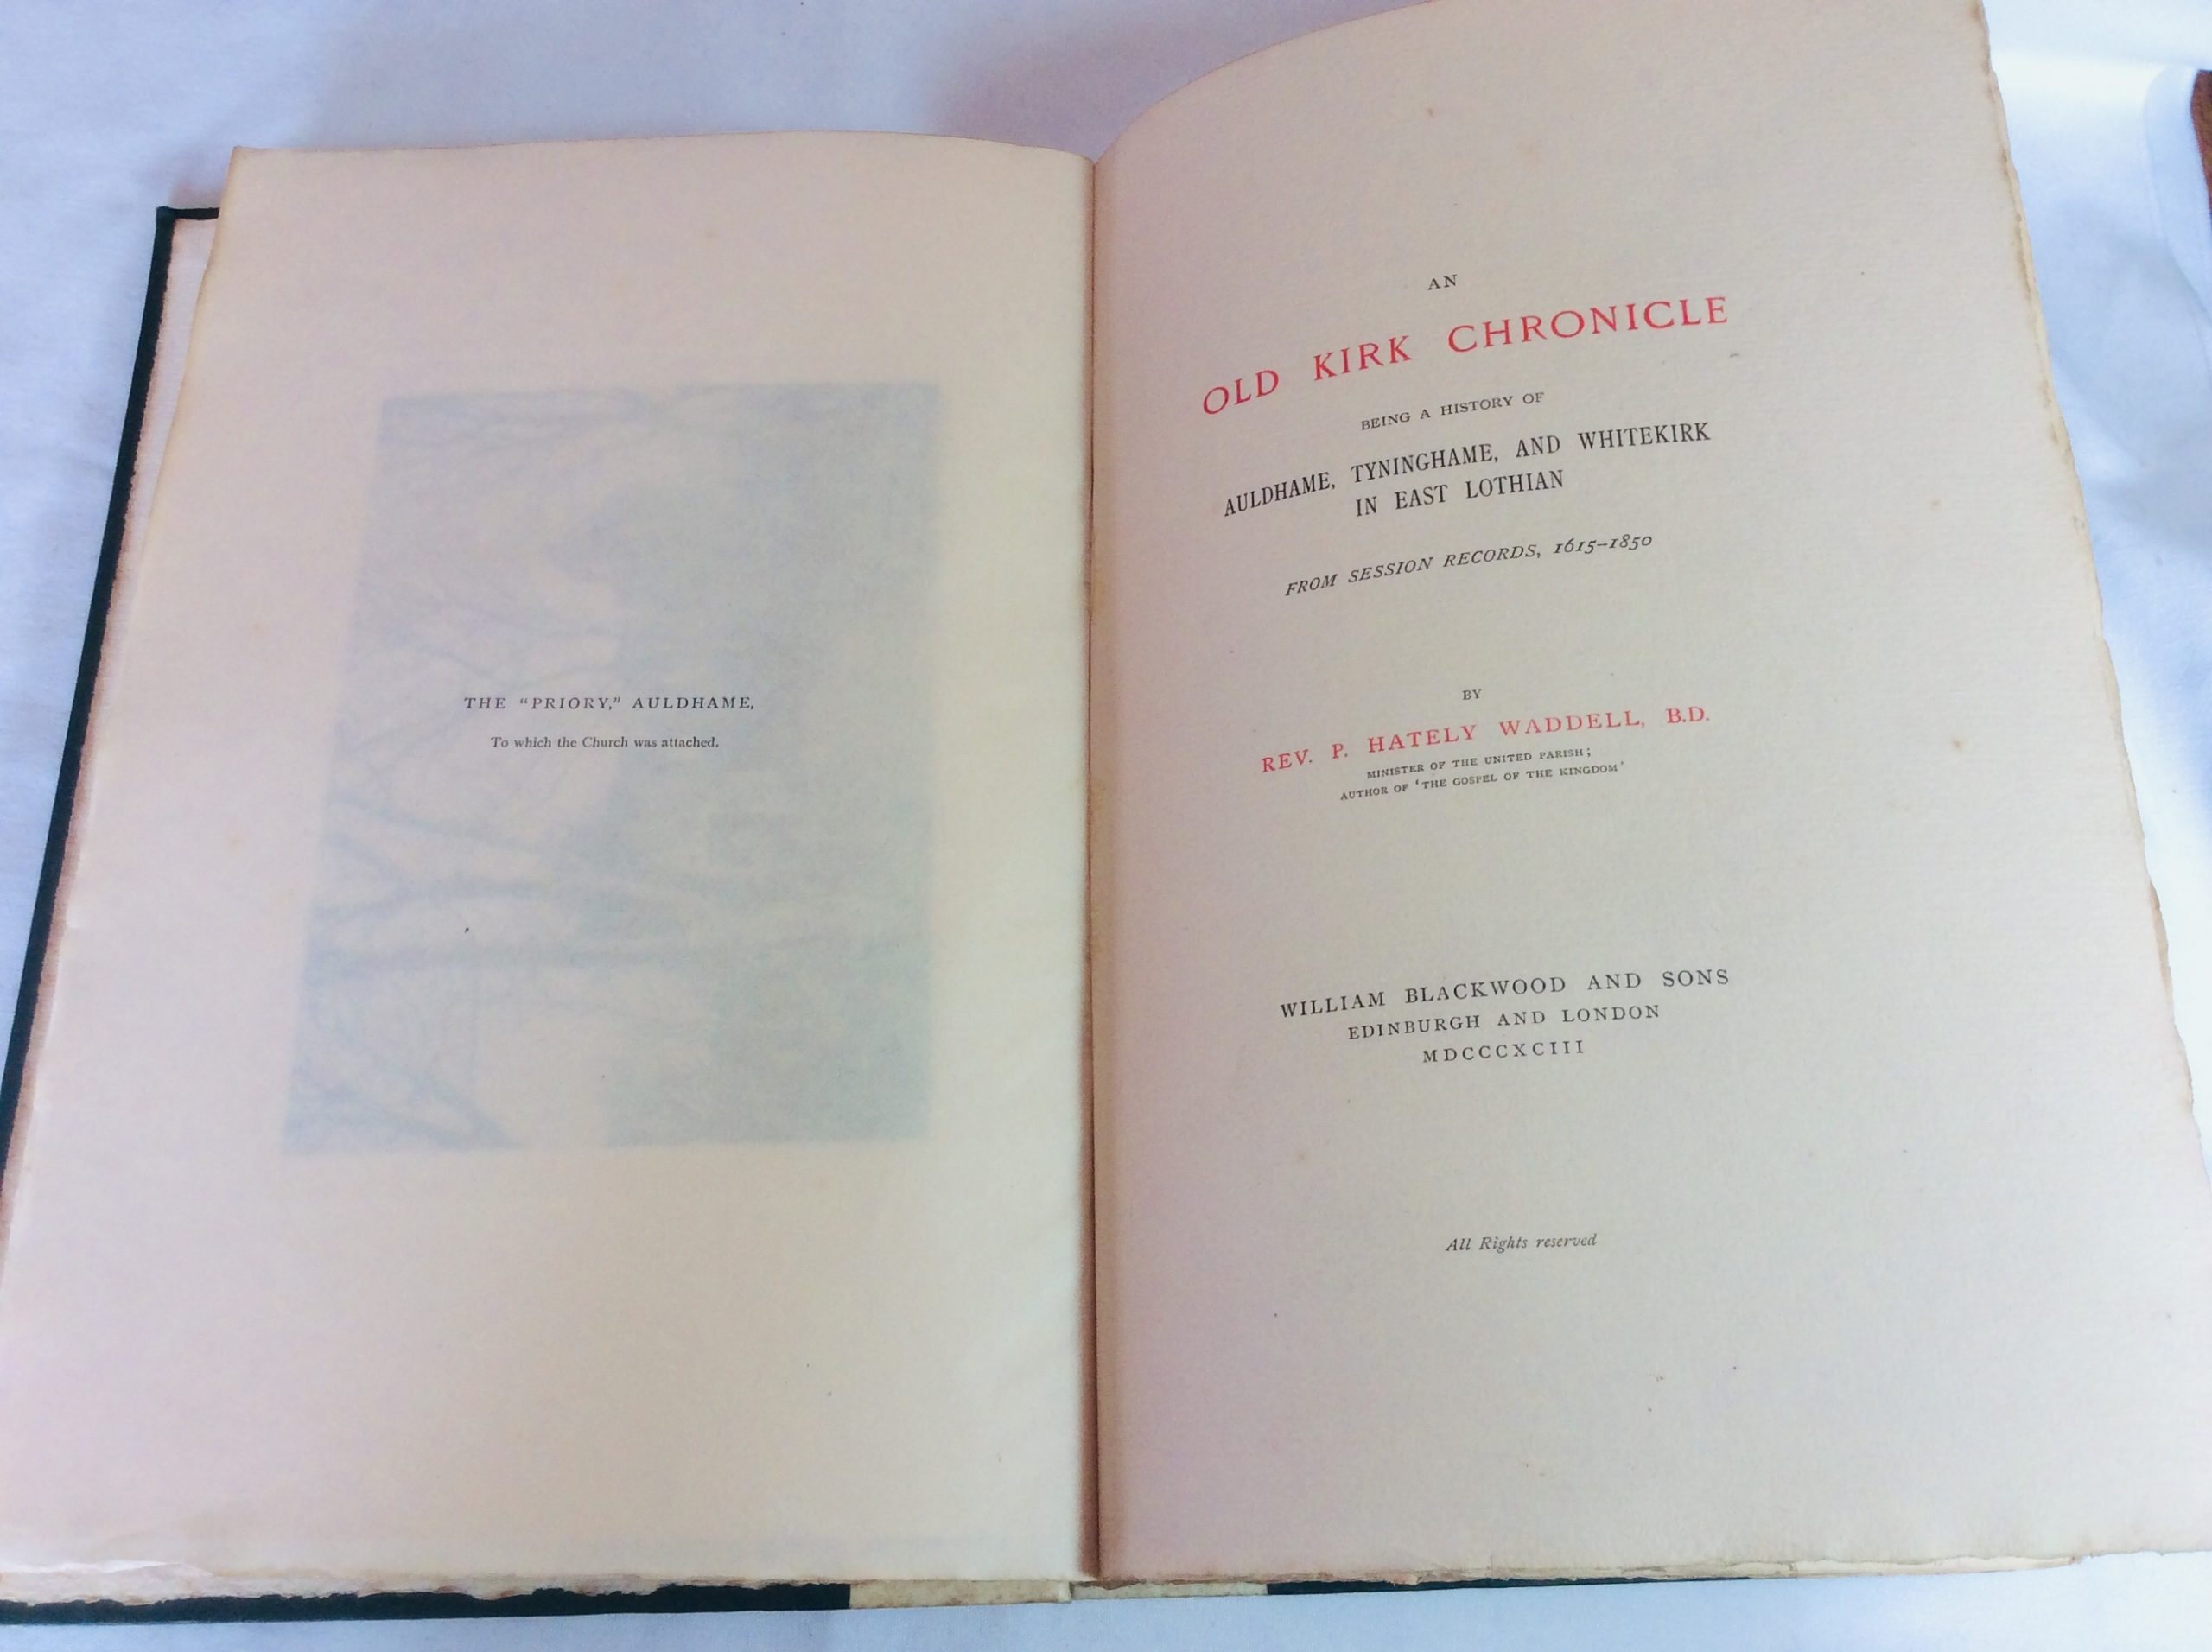 THE "PRIORY," AULDHAME,
To which the Church was attached.
AN
OLD KIRK CHRONICLE
BEING A HISTORY OF
AULDHAME, TYNINGHAME, AND WHITEKIRK
IN EAST LOTHIAN
FROM SESSION RECORDS, 1615–1850
BY
REV. P. HATELY WADDELL, B.D.
MINISTER OF THE UNITED PARISH;
AUTHOR OF 'THE GOSPEL OF THE KINGDOM'
WILLIAM BLACKWOOD AND SONS
EDINBURGH AND LONDON
MDCCCXCIII
All Rights reserved